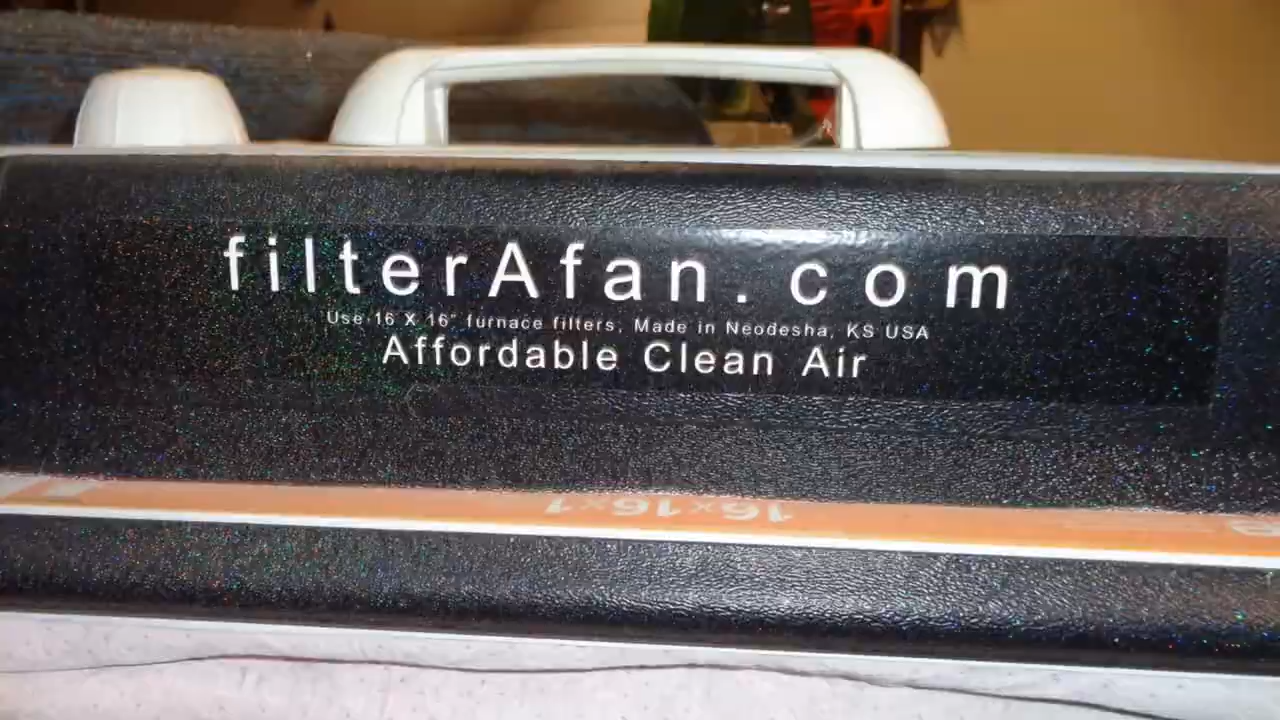 filterAfan.com
Use 16 X 16" furnace filters, Made in Neodesha, KS USA
Affordable Clean Air
16x16x1